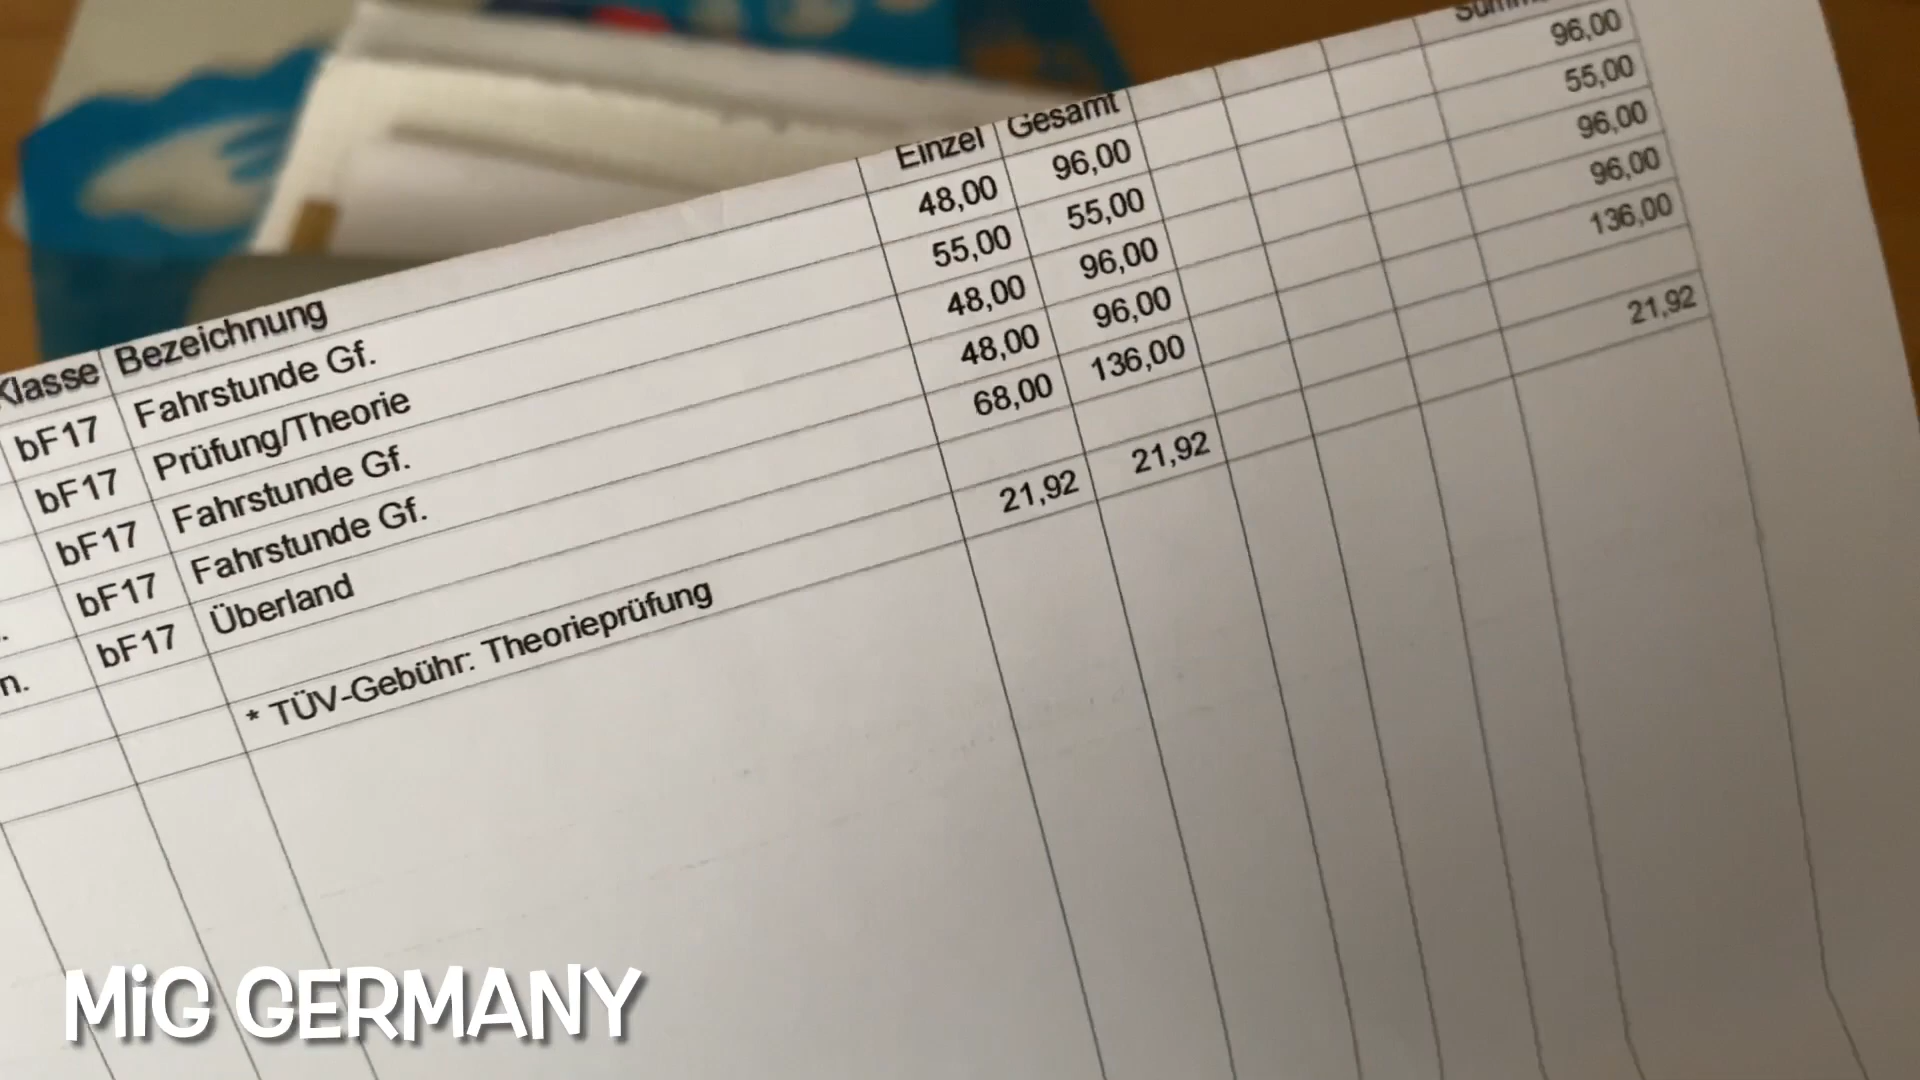 Klasse Bezeichnung Einzel Gesamt
bF17 Fahrstunde Gf. 48,00 96,00 96,00
bF17 Prüfung/Theorie 55,00 55,00 55,00
bF17 Fahrstunde Gf. 48,00 96,00 96,00
bF17 Fahrstunde Gf. 48,00 96,00 96,00
n. bF17 Überland 68,00 136,00 136,00
* TÜV-Gebühr: Theorieprüfung 21,92 21,92 21,92
MiG GERMANY